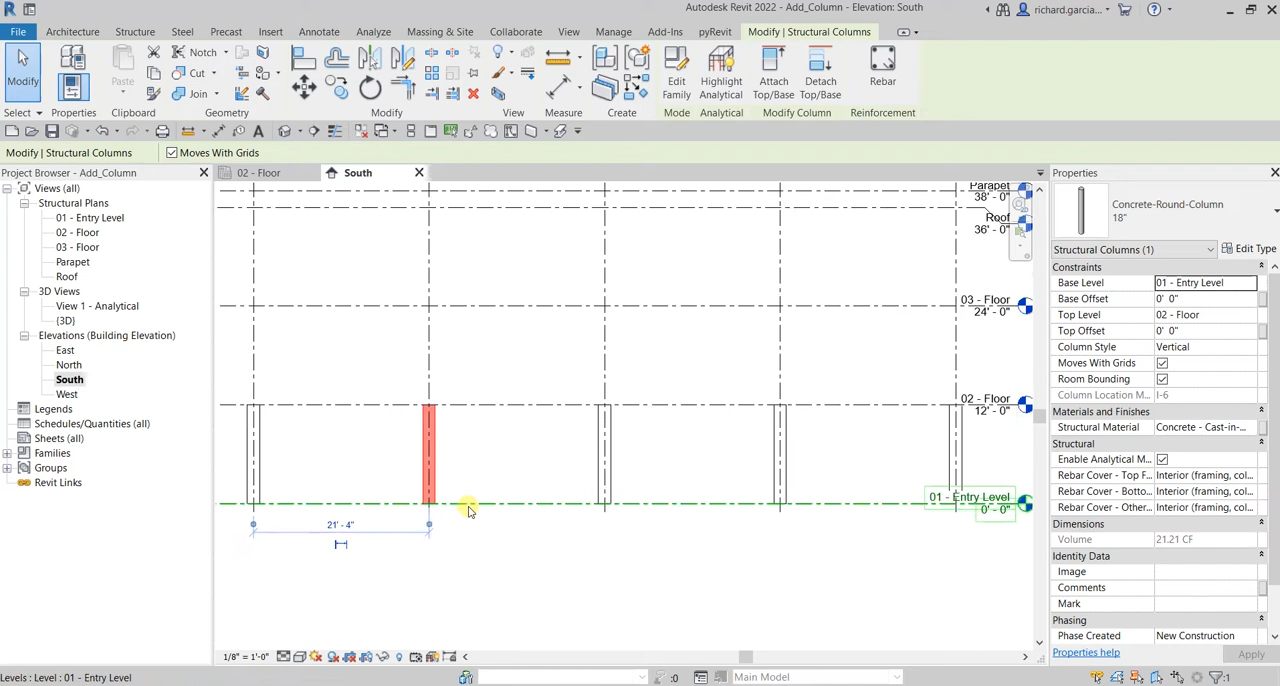 Autodesk Revit 2022 - Add_Column - Elevation: South
richard.garcia...
File Architecture Structure Steel Precast Insert Annotate Analyze Massing & Site Collaborate View Manage Add-Ins pyRevit Modify | Structural Columns
Modify
Properties
Paste
Notch
Cut
Join
Edit Family
Highlight Analytical
Attach Top/Base
Detach Top/Base
Rebar
Select Properties Clipboard Geometry Modify View Measure Create Mode Analytical Modify Column Reinforcement
Modify | Structural Columns Moves With Grids
Project Browser - Add_Column
02 - Floor
South
Properties
Views (all)
Structural Plans
01 - Entry Level
02 - Floor
03 - Floor
Parapet
Roof
3D Views
View 1 - Analytical
{3D}
Elevations (Building Elevation)
East
North
South
West
Legends
Schedules/Quantities (all)
Sheets (all)
Families
Groups
Revit Links
Parapet
38' - 0"
Roof
36' - 0"
03 - Floor
24' - 0"
02 - Floor
12' - 0"
01 - Entry Level
0' - 0"
21' - 4"
Concrete-Round-Column
18"
Structural Columns (1) Edit Type
Constraints
Base Level 01 - Entry Level
Base Offset 0' 0"
Top Level 02 - Floor
Top Offset 0' 0"
Column Style Vertical
Moves With Grids
Room Bounding
Column Location M... I-6
Materials and Finishes
Structural Material Concrete - Cast-in-...
Structural
Enable Analytical M...
Rebar Cover - Top F... Interior (framing, col...
Rebar Cover - Botto... Interior (framing, col...
Rebar Cover - Other... Interior (framing, col...
Dimensions
Volume 21.21 CF
Identity Data
Image
Comments
Mark
Phasing
Phase Created New Construction
Properties help Apply
1/8" = 1'-0"
Levels : Level : 01 - Entry Level
:0
Main Model
:1